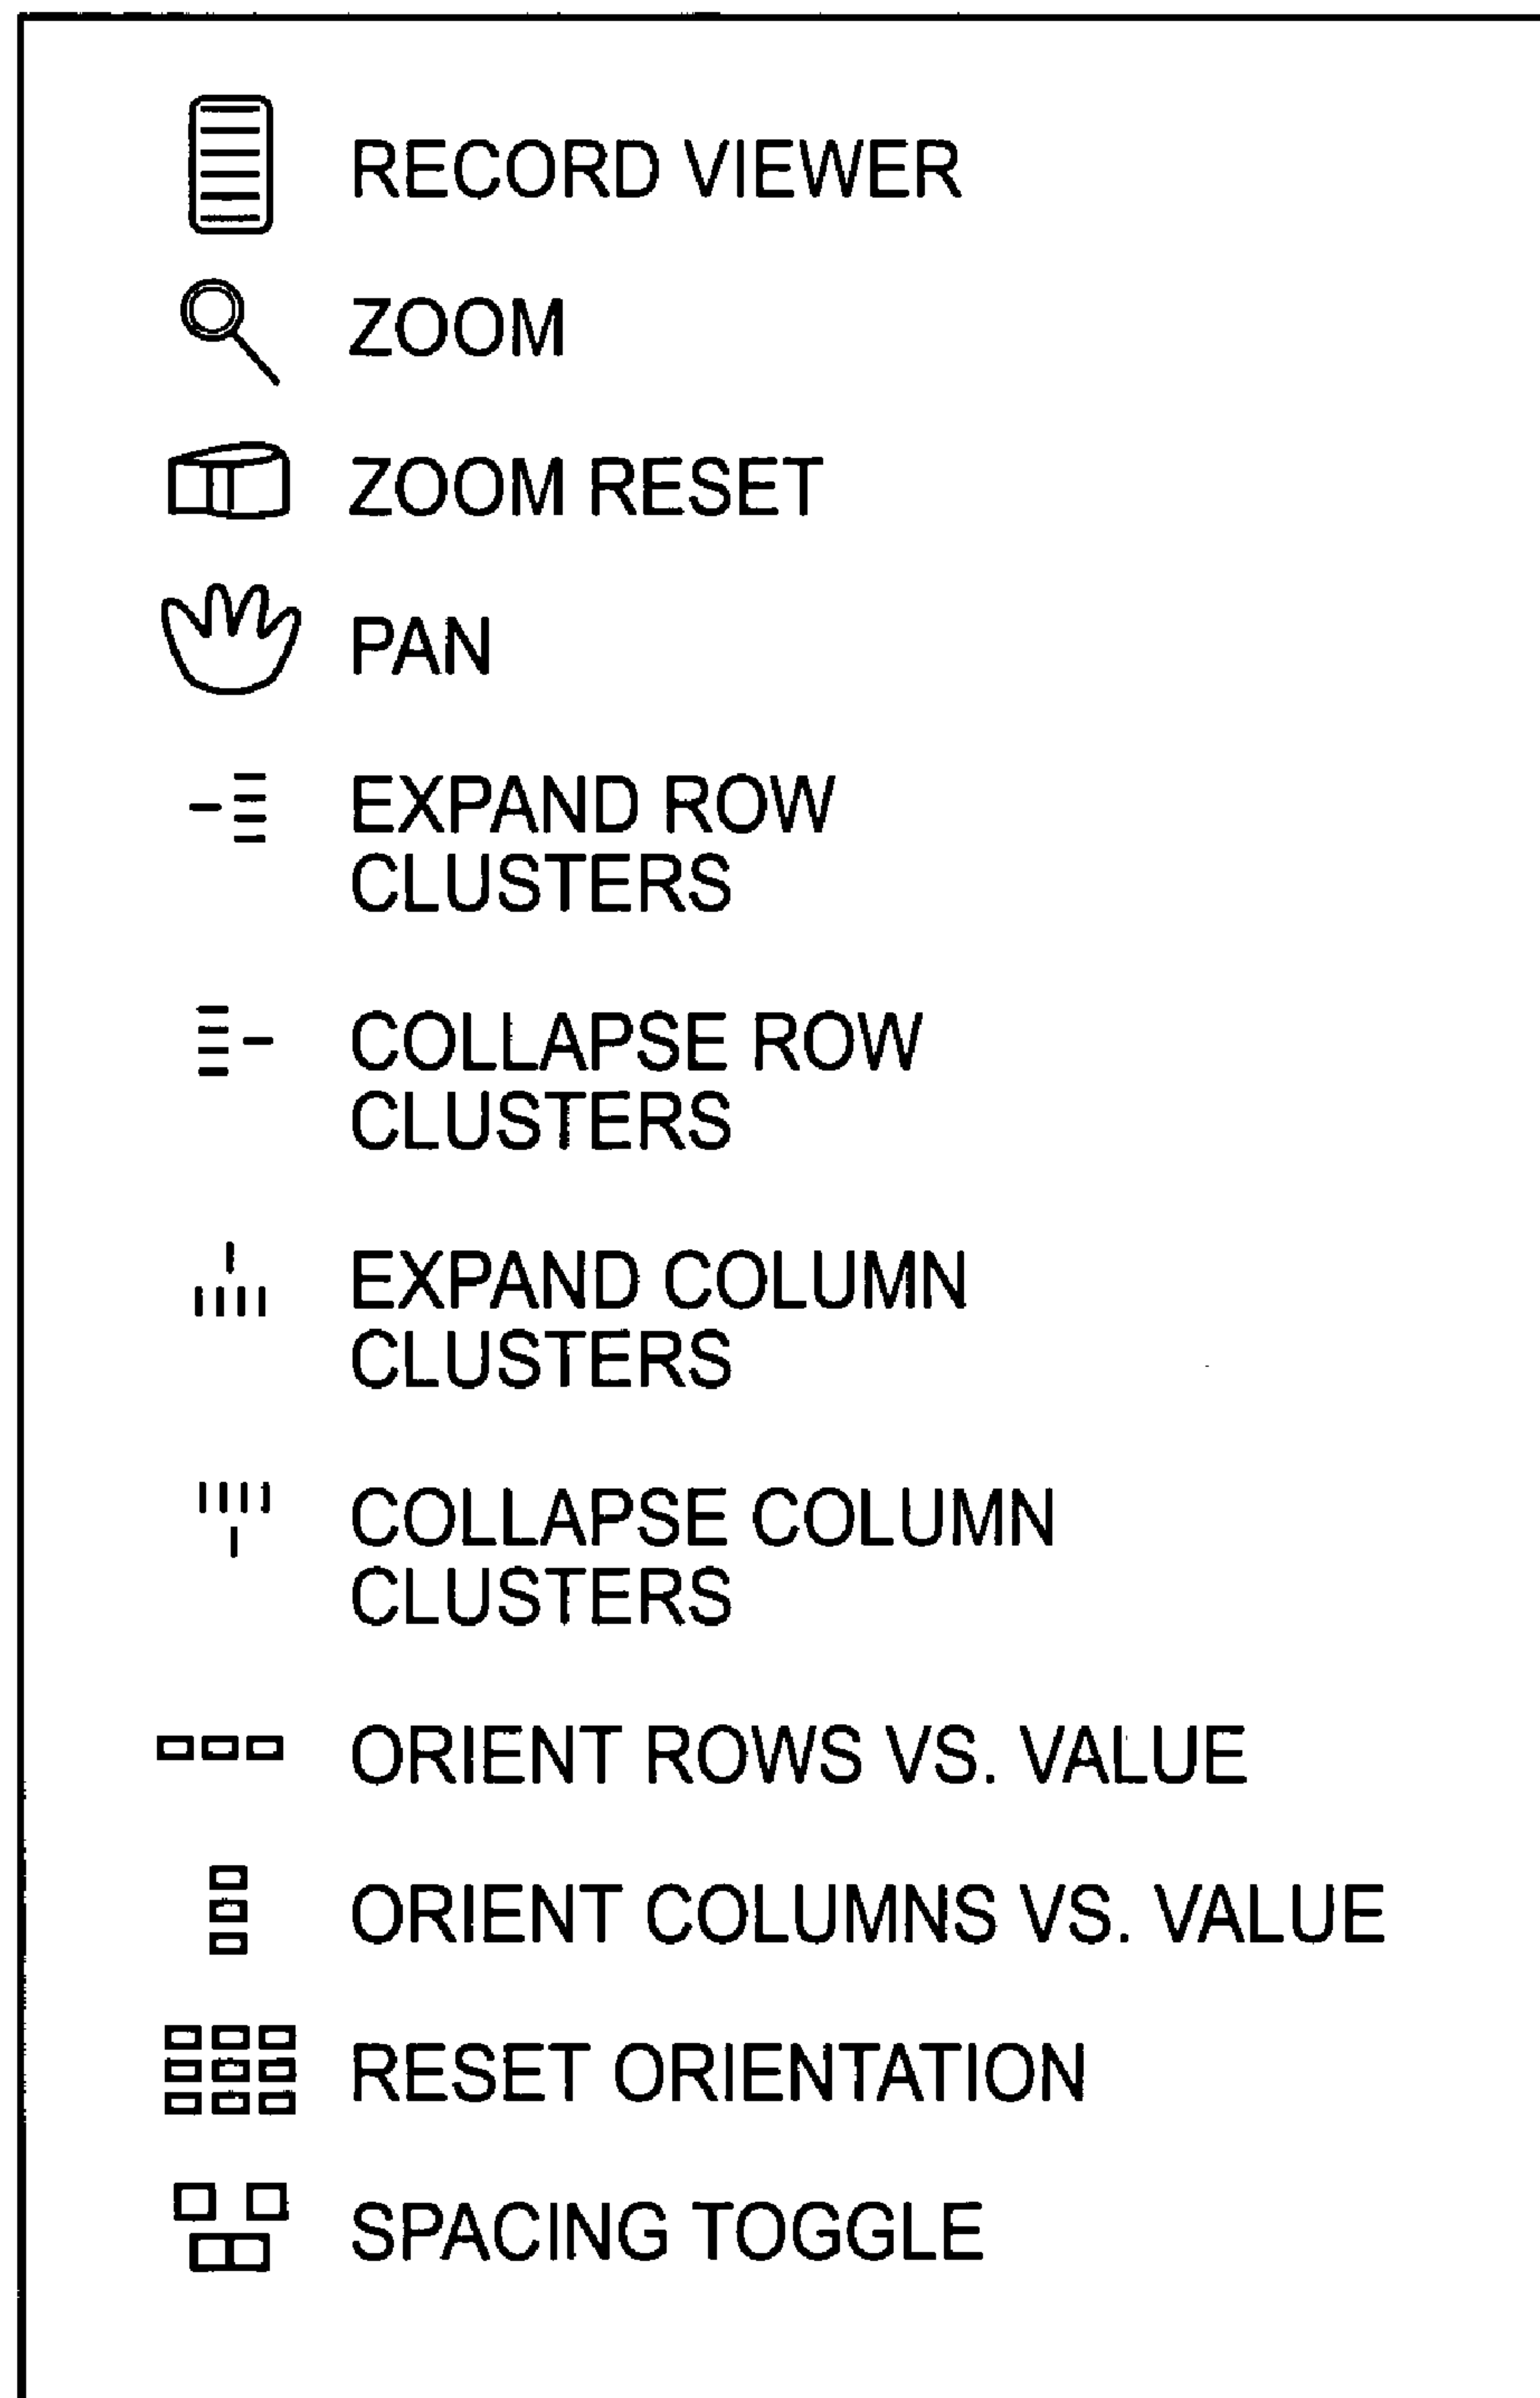 RECORD VIEWER
ZOOM
ZOOM RESET
PAN
EXPAND ROW
CLUSTERS
COLLAPSE ROW
CLUSTERS
EXPAND COLUMN
CLUSTERS
COLLAPSE COLUMN
CLUSTERS
ORIENT ROWS VS. VALUE
ORIENT COLUMNS VS. VALUE
RESET ORIENTATION
SPACING TOGGLE